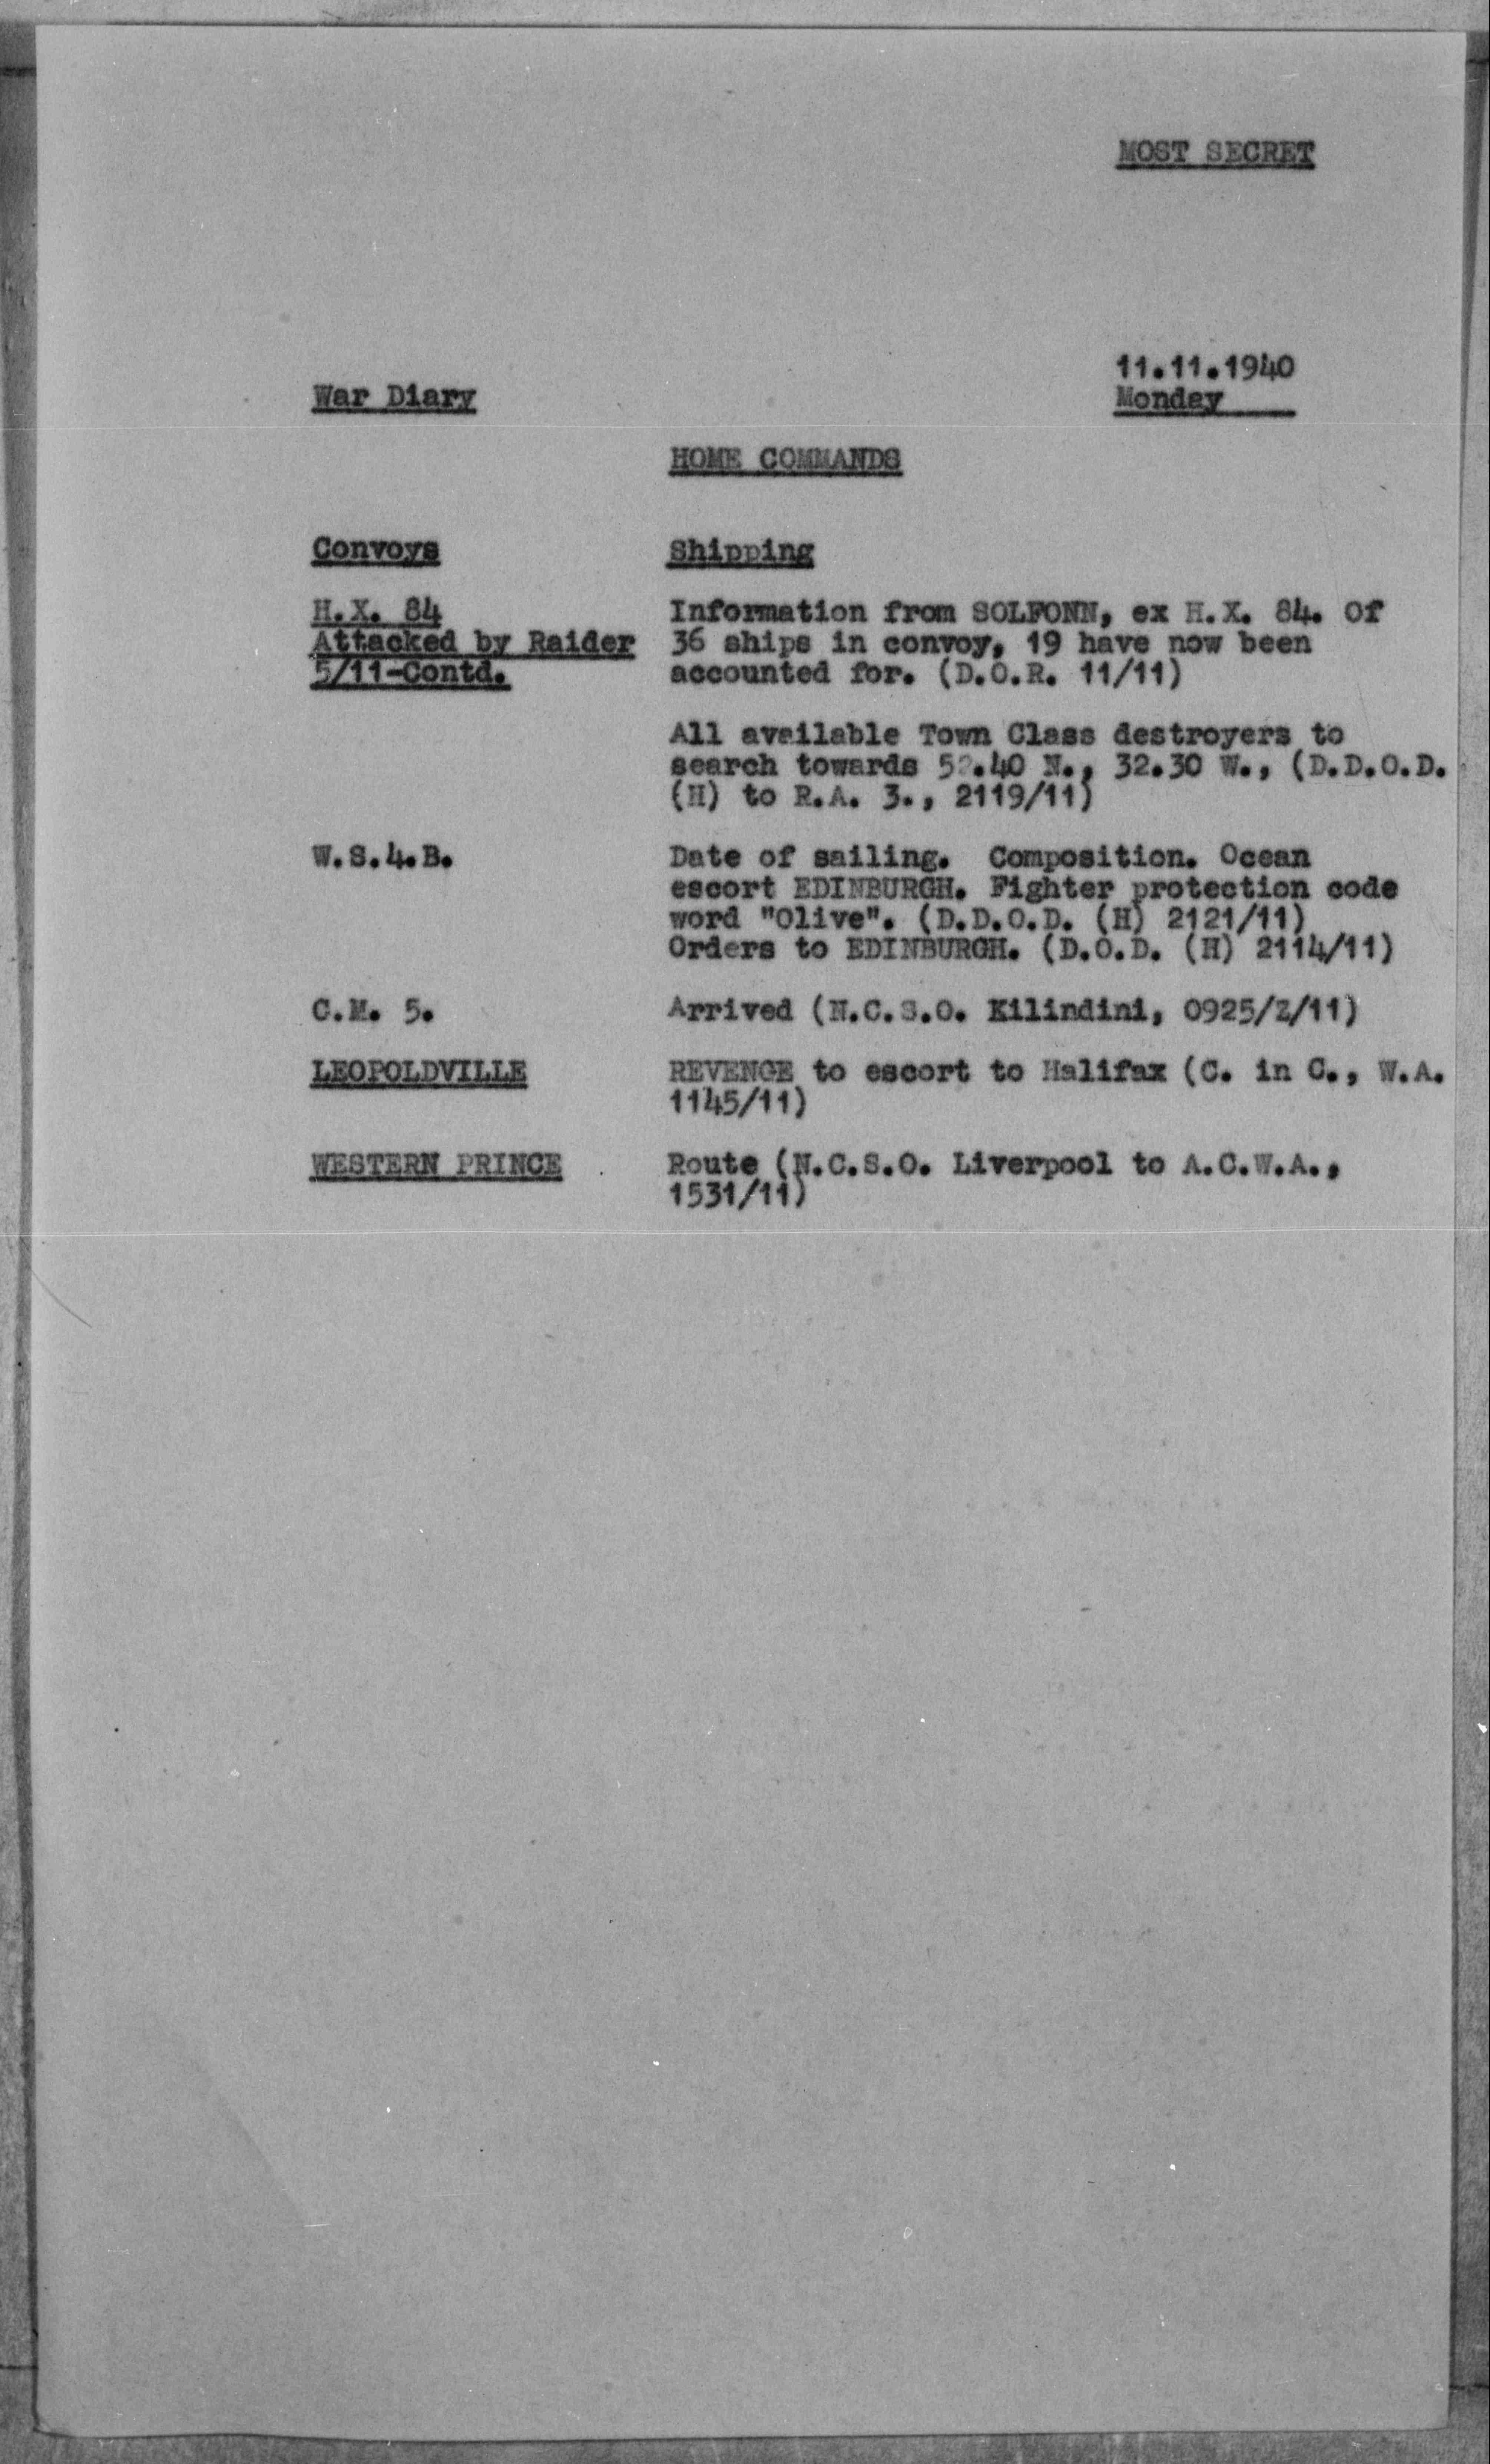 MOST SECRET
11.11.1940
War Diary
Monday
HOME COMMANDS
Convoys
Shipping
H.X. 84
Attacked by Raider
5/11-Contd.
Information from SOLFONN, ex H.X. 84. Of
36 ships in convoy, 19 have now been
accounted for. (D.O.R. 11/11)
All available Town Class destroyers to
search towards N., 32.30 W., (D.D.O.D.
(H) to R.A. 3., 2119/11)
W.S.4.B.
Date of sailing. Composition. Ocean
escort EDINBURGH. Fighter protection code
word "Olive". (D.D.O.D. (H) 2121/11)
Orders to EDINBURGH. (D.O.D. (H) 2114/11)
C.M. 5.
Arrived (N.C.S.O. Kilindini, 0925/Z/11)
LEOPOLDVILLE
REVENGE to escort to Halifax (C. in C., W.A.
1145/11)
WESTERN PRINCE
Route (N.C.S.O. Liverpool to A.C.W.A.,
1531/11)